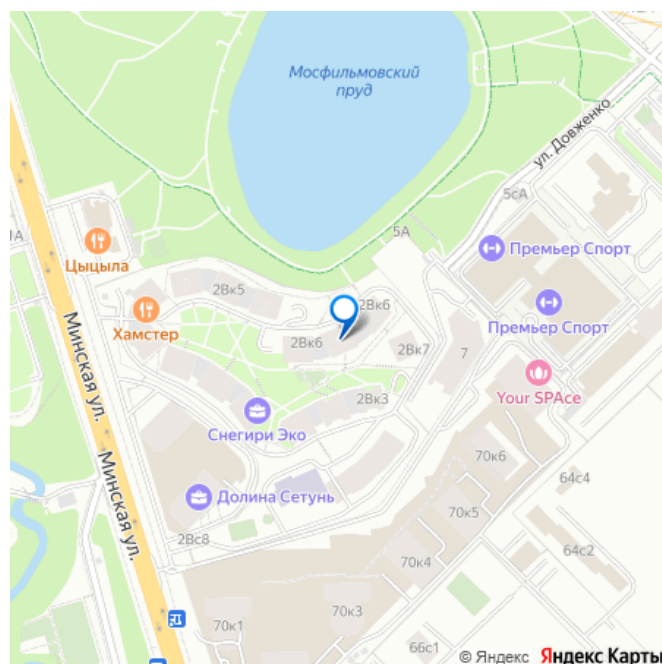 Мосфильмовский
пруд
ул. Довженко
5сА
5А
1А
Цыцыла
Премьер Спорт
2Вк5
2Вк6
Хамстер
Премьер Спорт
2Вк6
2Вк7
7
Минская ул.
Your SPAce
2Вк3
Снегири Эко
70к6
64с4
Минская ул.
Долина Сетунь
70к5
2Вс8
64с2
70к4
70к1
70к3
66с1
© Яндекс Яндекс Карты